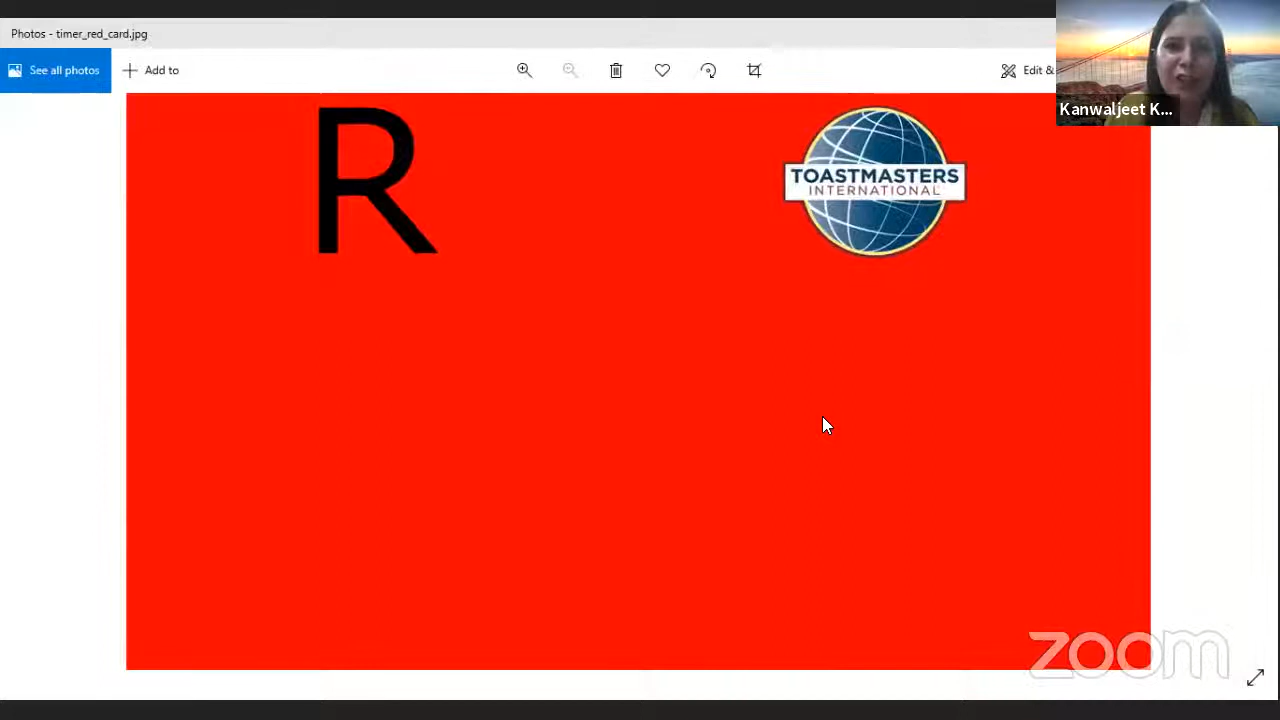 Photos - timer_red_card.jpg
See all photos
Add to
Edit &
Kanwaljeet K...
R
TOASTMASTERS
INTERNATIONAL
zoom